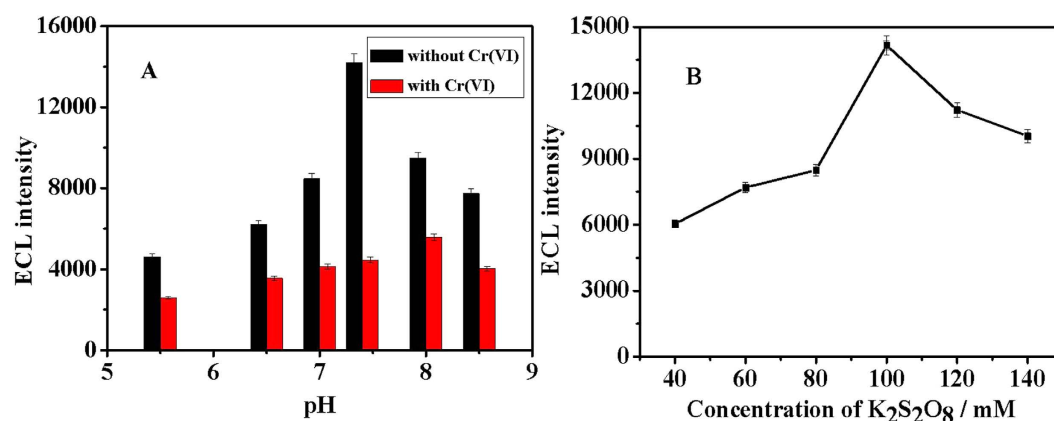 16000
12000
8000
4000
0
ECL intensity
A
without Cr(VI)
with Cr(VI)
5 6 7 8 9
pH
15000
12000
9000
6000
3000
0
ECL intensity
B
40 60 80 100 120 140
Concentration of K₂S₂O₈ / mM